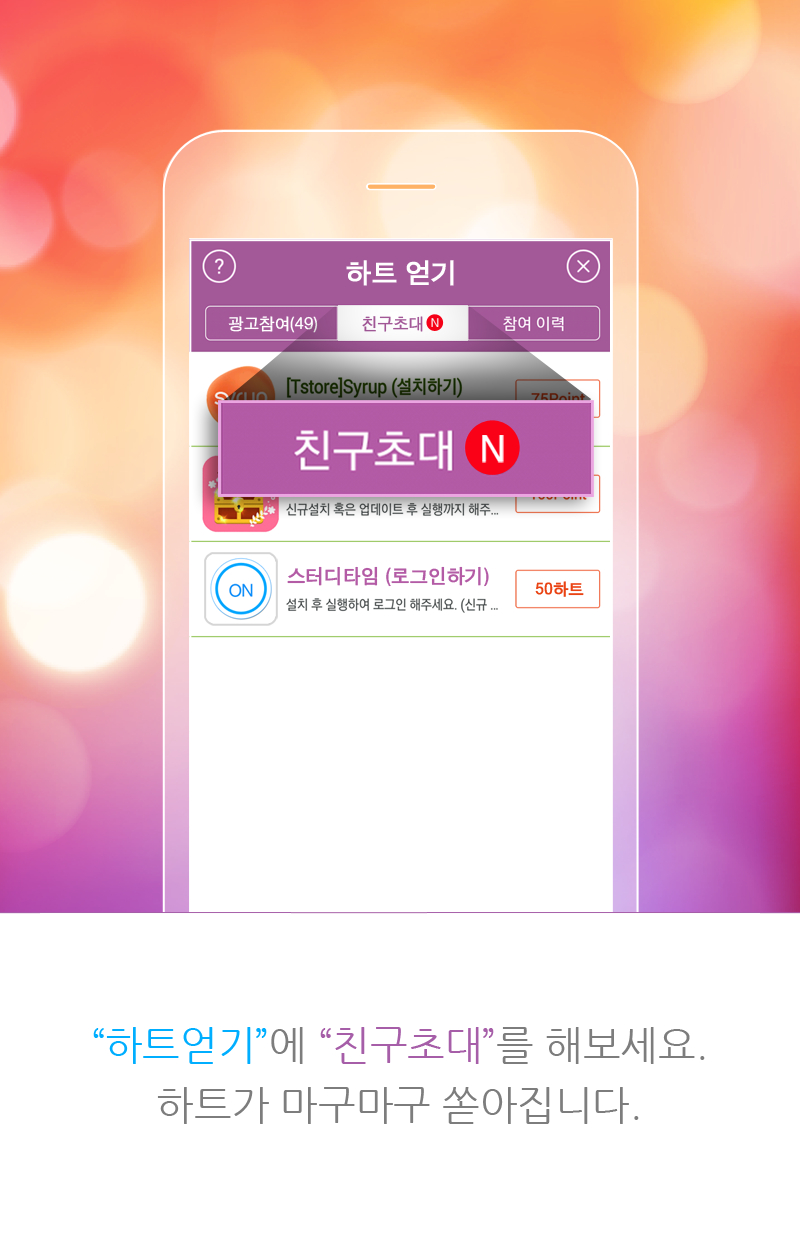 ?
하트 얻기
광고참여(49)
친구초대 N
참여 이력
[Tstore]Syrup (설치하기)
75Point
친구초대 N
신규설치 혹은 업데이트 후 실행까지 해주...
ON
스터디타임 (로그인하기)
설치 후 실행하여 로그인 해주세요. (신규 ...
50하트
“하트얻기”에 “친구초대”를 해보세요.
하트가 마구마구 쏟아집니다.